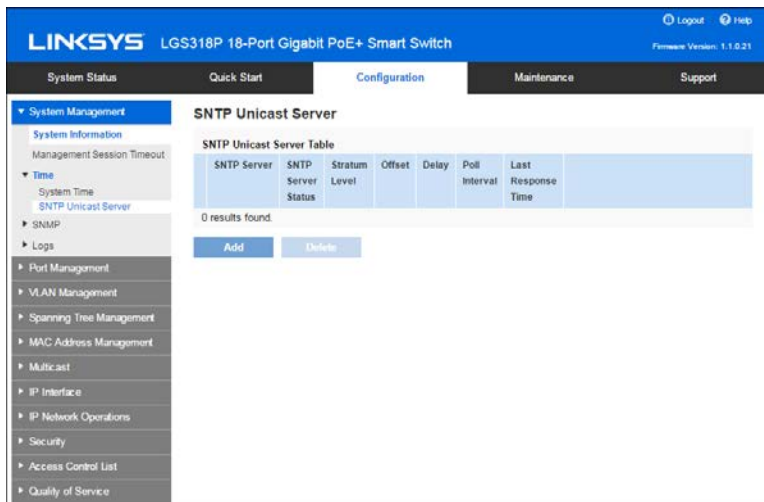 Logout Help
LINKSYS LGS318P 18-Port Gigabit PoE+ Smart Switch
Firmware Version: 1.1.0.21
System Status Quick Start Configuration Maintenance Support
System Management
System Information
Management Session Timeout
Time
System Time
SNTP Unicast Server
SNMP
Logs
Port Management
VLAN Management
Spanning Tree Management
MAC Address Management
Multicast
IP Interface
IP Network Operations
Security
Access Control List
Quality of Service
SNTP Unicast Server
SNTP Unicast Server Table
SNTP Server SNTP Stratum Offset Delay Poll Last
Server Level Interval Response
Status Time
0 results found.
Add Delete